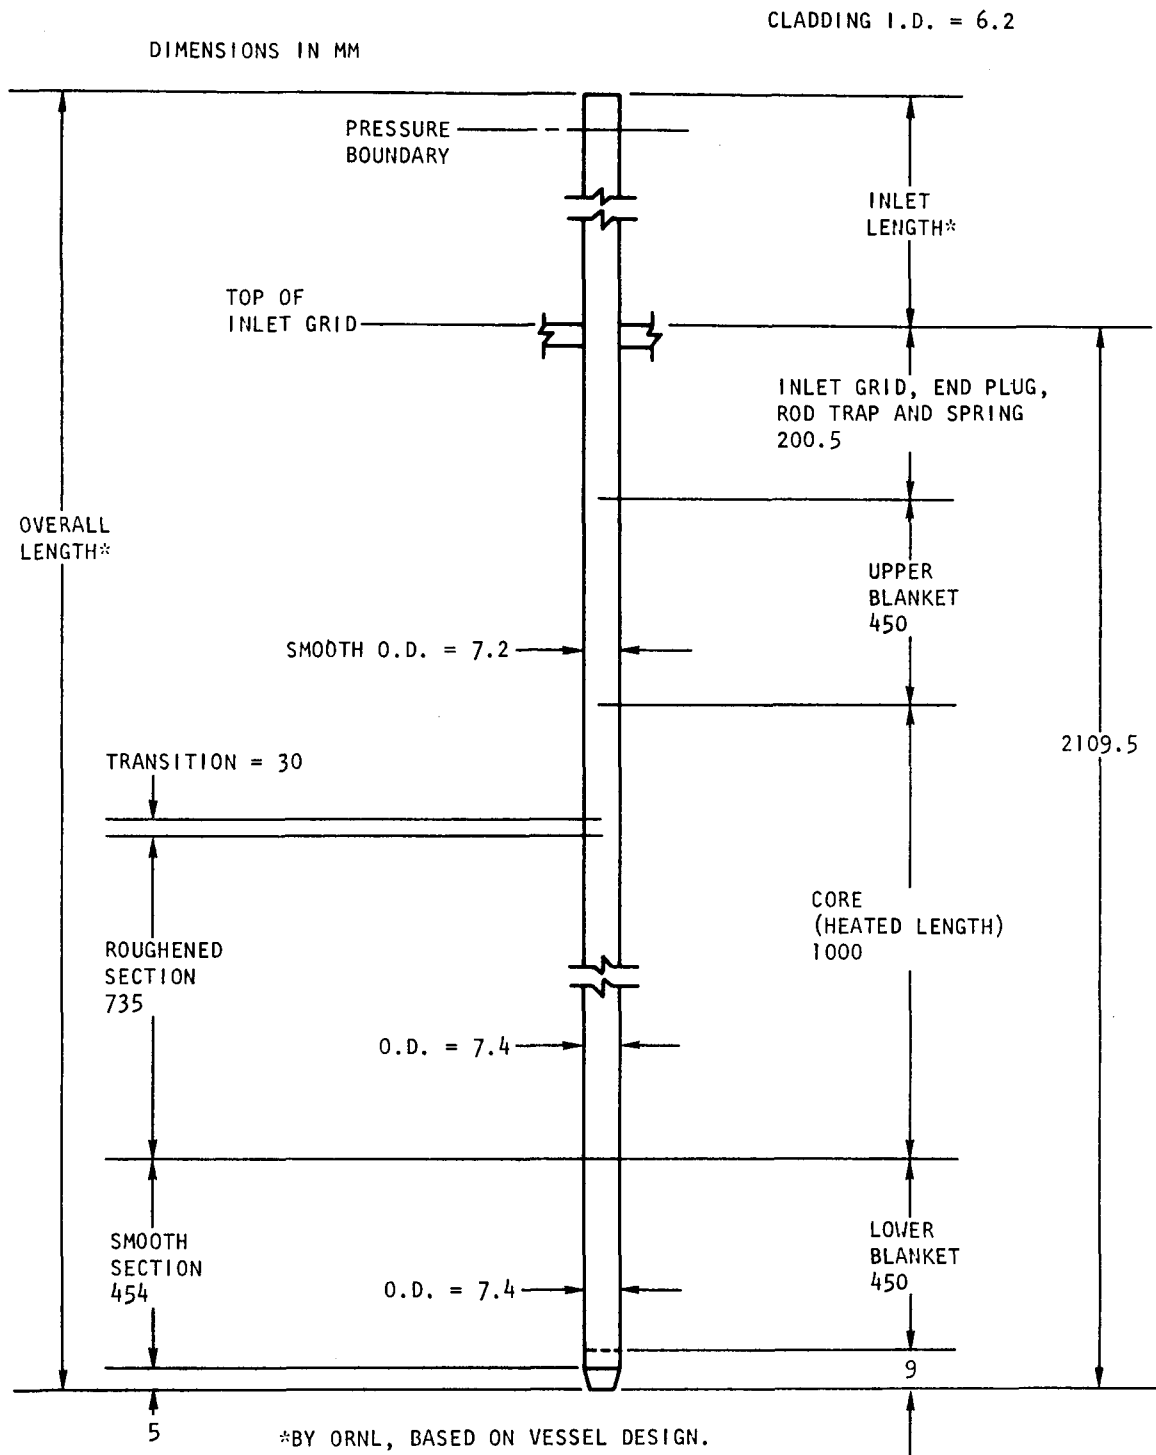 CLADDING I.D. = 6.2
DIMENSIONS IN MM
PRESSURE
BOUNDARY
INLET
LENGTH*
TOP OF
INLET GRID
INLET GRID, END PLUG,
ROD TRAP AND SPRING
200.5
OVERALL
LENGTH*
UPPER
BLANKET
450
SMOOTH O.D. = 7.2
2109.5
TRANSITION = 30
CORE
(HEATED LENGTH)
1000
ROUGHENED
SECTION
735
O.D. = 7.4
LOWER
BLANKET
450
SMOOTH
SECTION
454
O.D. = 7.4
9
5
*BY ORNL, BASED ON VESSEL DESIGN.